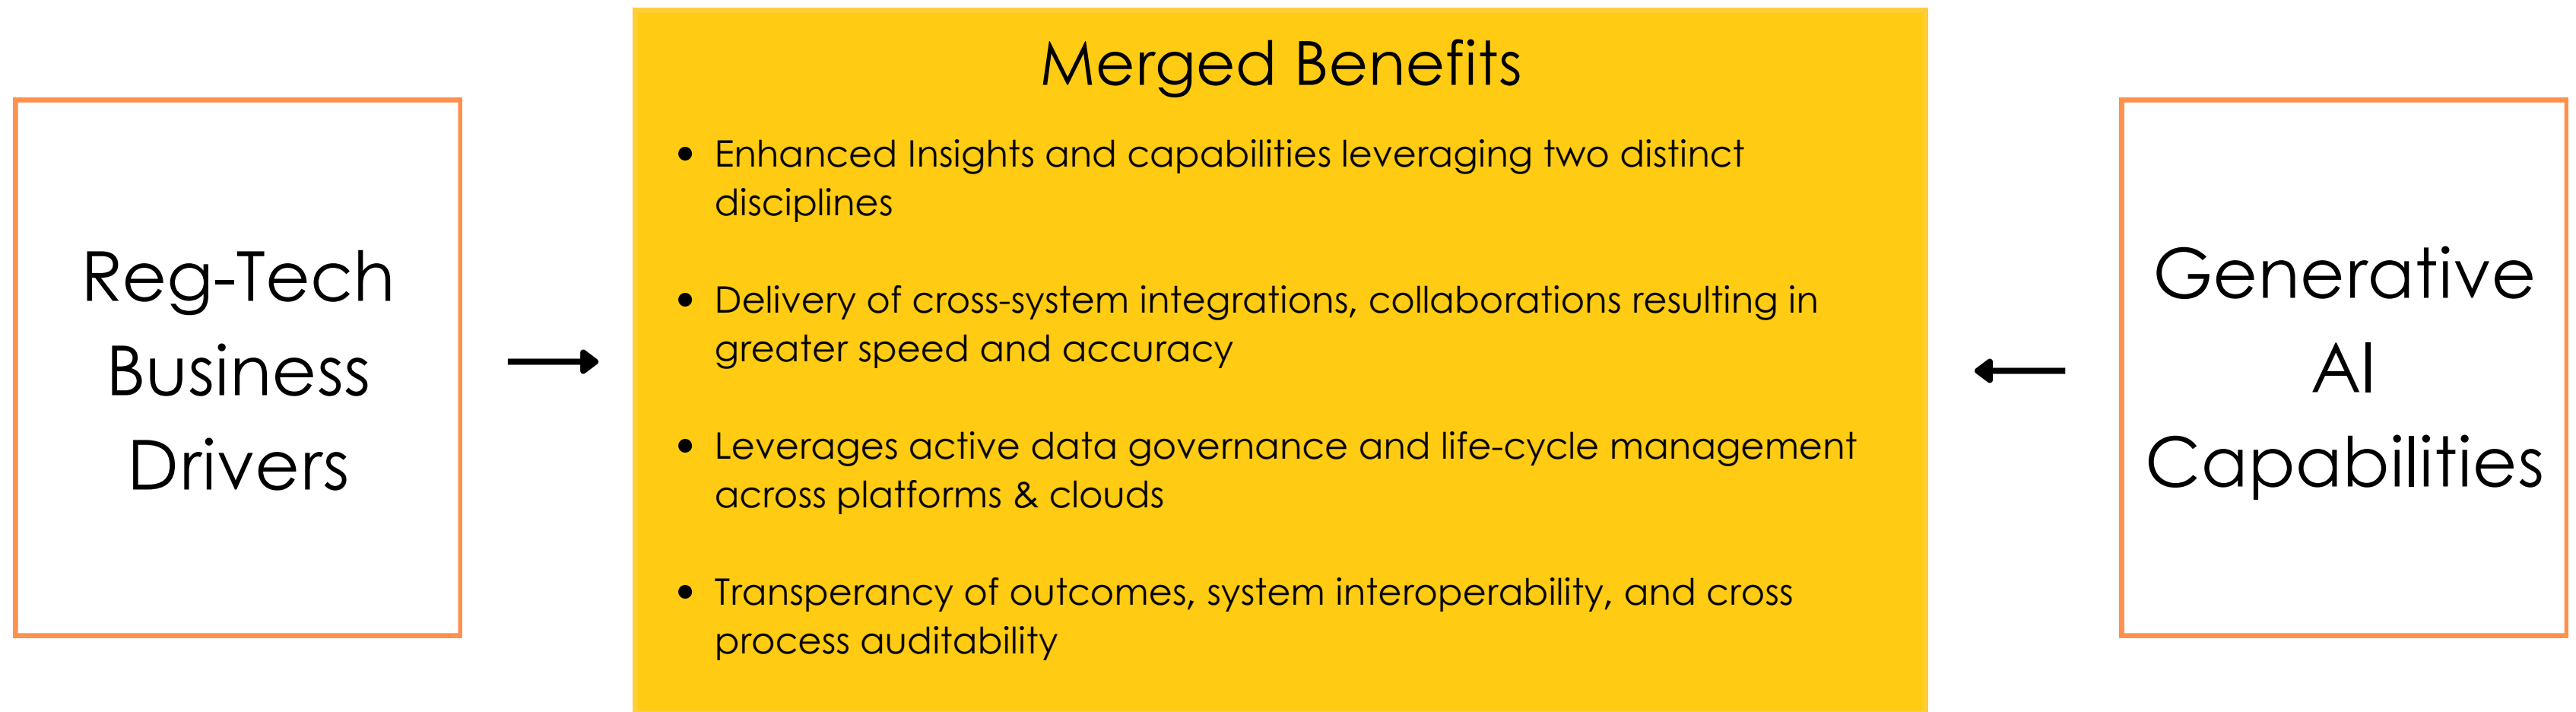 Reg-Tech
Business
Drivers
Merged Benefits
• Enhanced Insights and capabilities leveraging two distinct
disciplines
• Delivery of cross-system integrations, collaborations resulting in
greater speed and accuracy
• Leverages active data governance and life-cycle management
across platforms & clouds
• Transperancy of outcomes, system interoperability, and cross
process auditability
Generative
AI
Capabilities